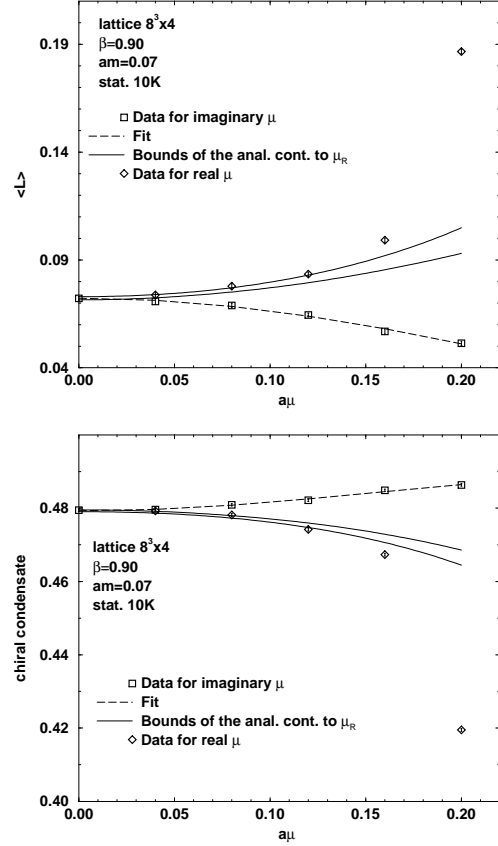 0.19
lattice 8³x4
β=0.90
am=0.07
stat. 10K
Data for imaginary μ
Fit
Bounds of the anal. cont. to μ_R
Data for real μ
0.14
<L>
0.09
0.04
0.00 0.05 0.10 0.15 0.20
aμ
0.48
lattice 8³x4
β=0.90
am=0.07
stat. 10K
0.46
chiral condensate
0.44
Data for imaginary μ
Fit
Bounds of the anal. cont. to μ_R
Data for real μ
0.42
0.40
0.00 0.05 0.10 0.15 0.20
aμ